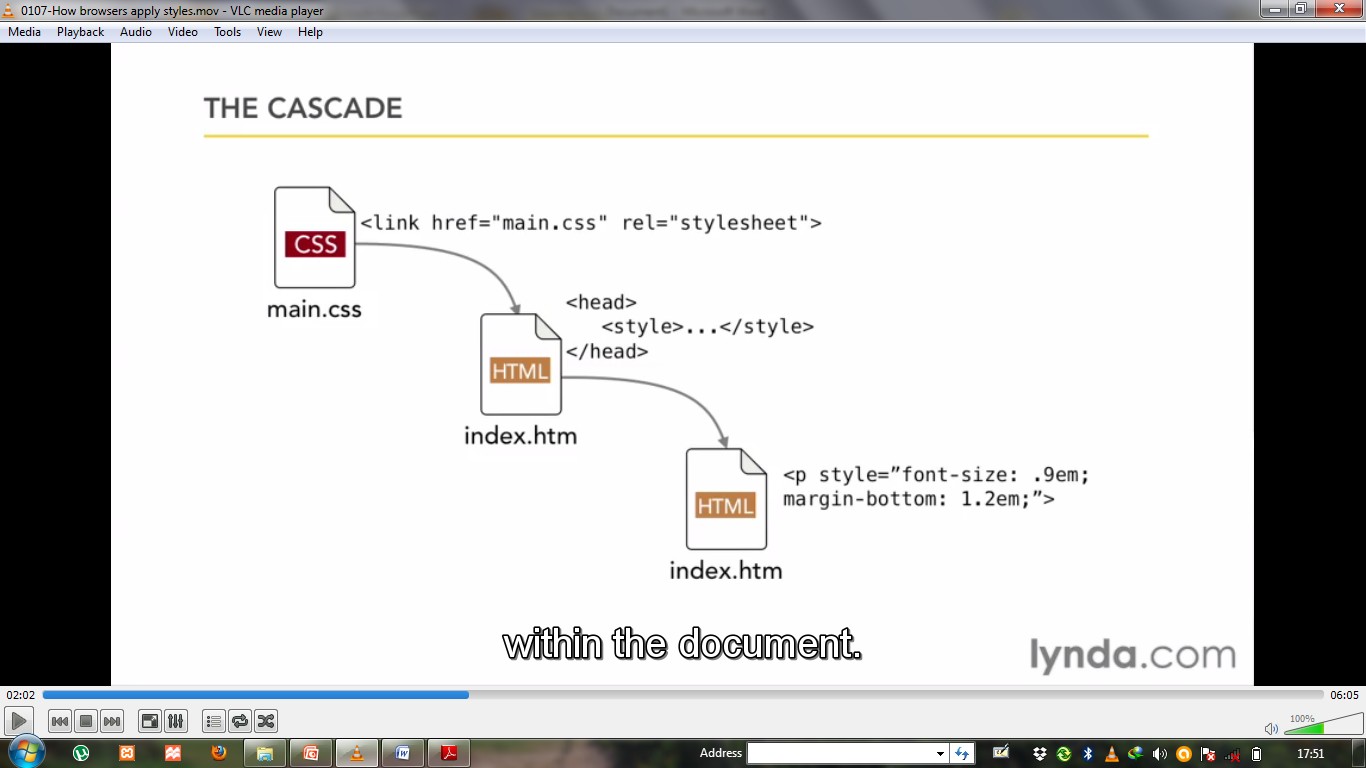 0107-How browsers apply styles.mov - VLC media player
Media Playback Audio Video Tools View Help
THE CASCADE
CSS
<link href="main.css" rel="stylesheet">
main.css
<head>
<style>...</style>
</head>
HTML
index.htm
<p style=”font-size: .9em;
margin-bottom: 1.2em;”>
HTML
index.htm
within the document.
lynda.com
02:02
06:05
100%
Address
17:51